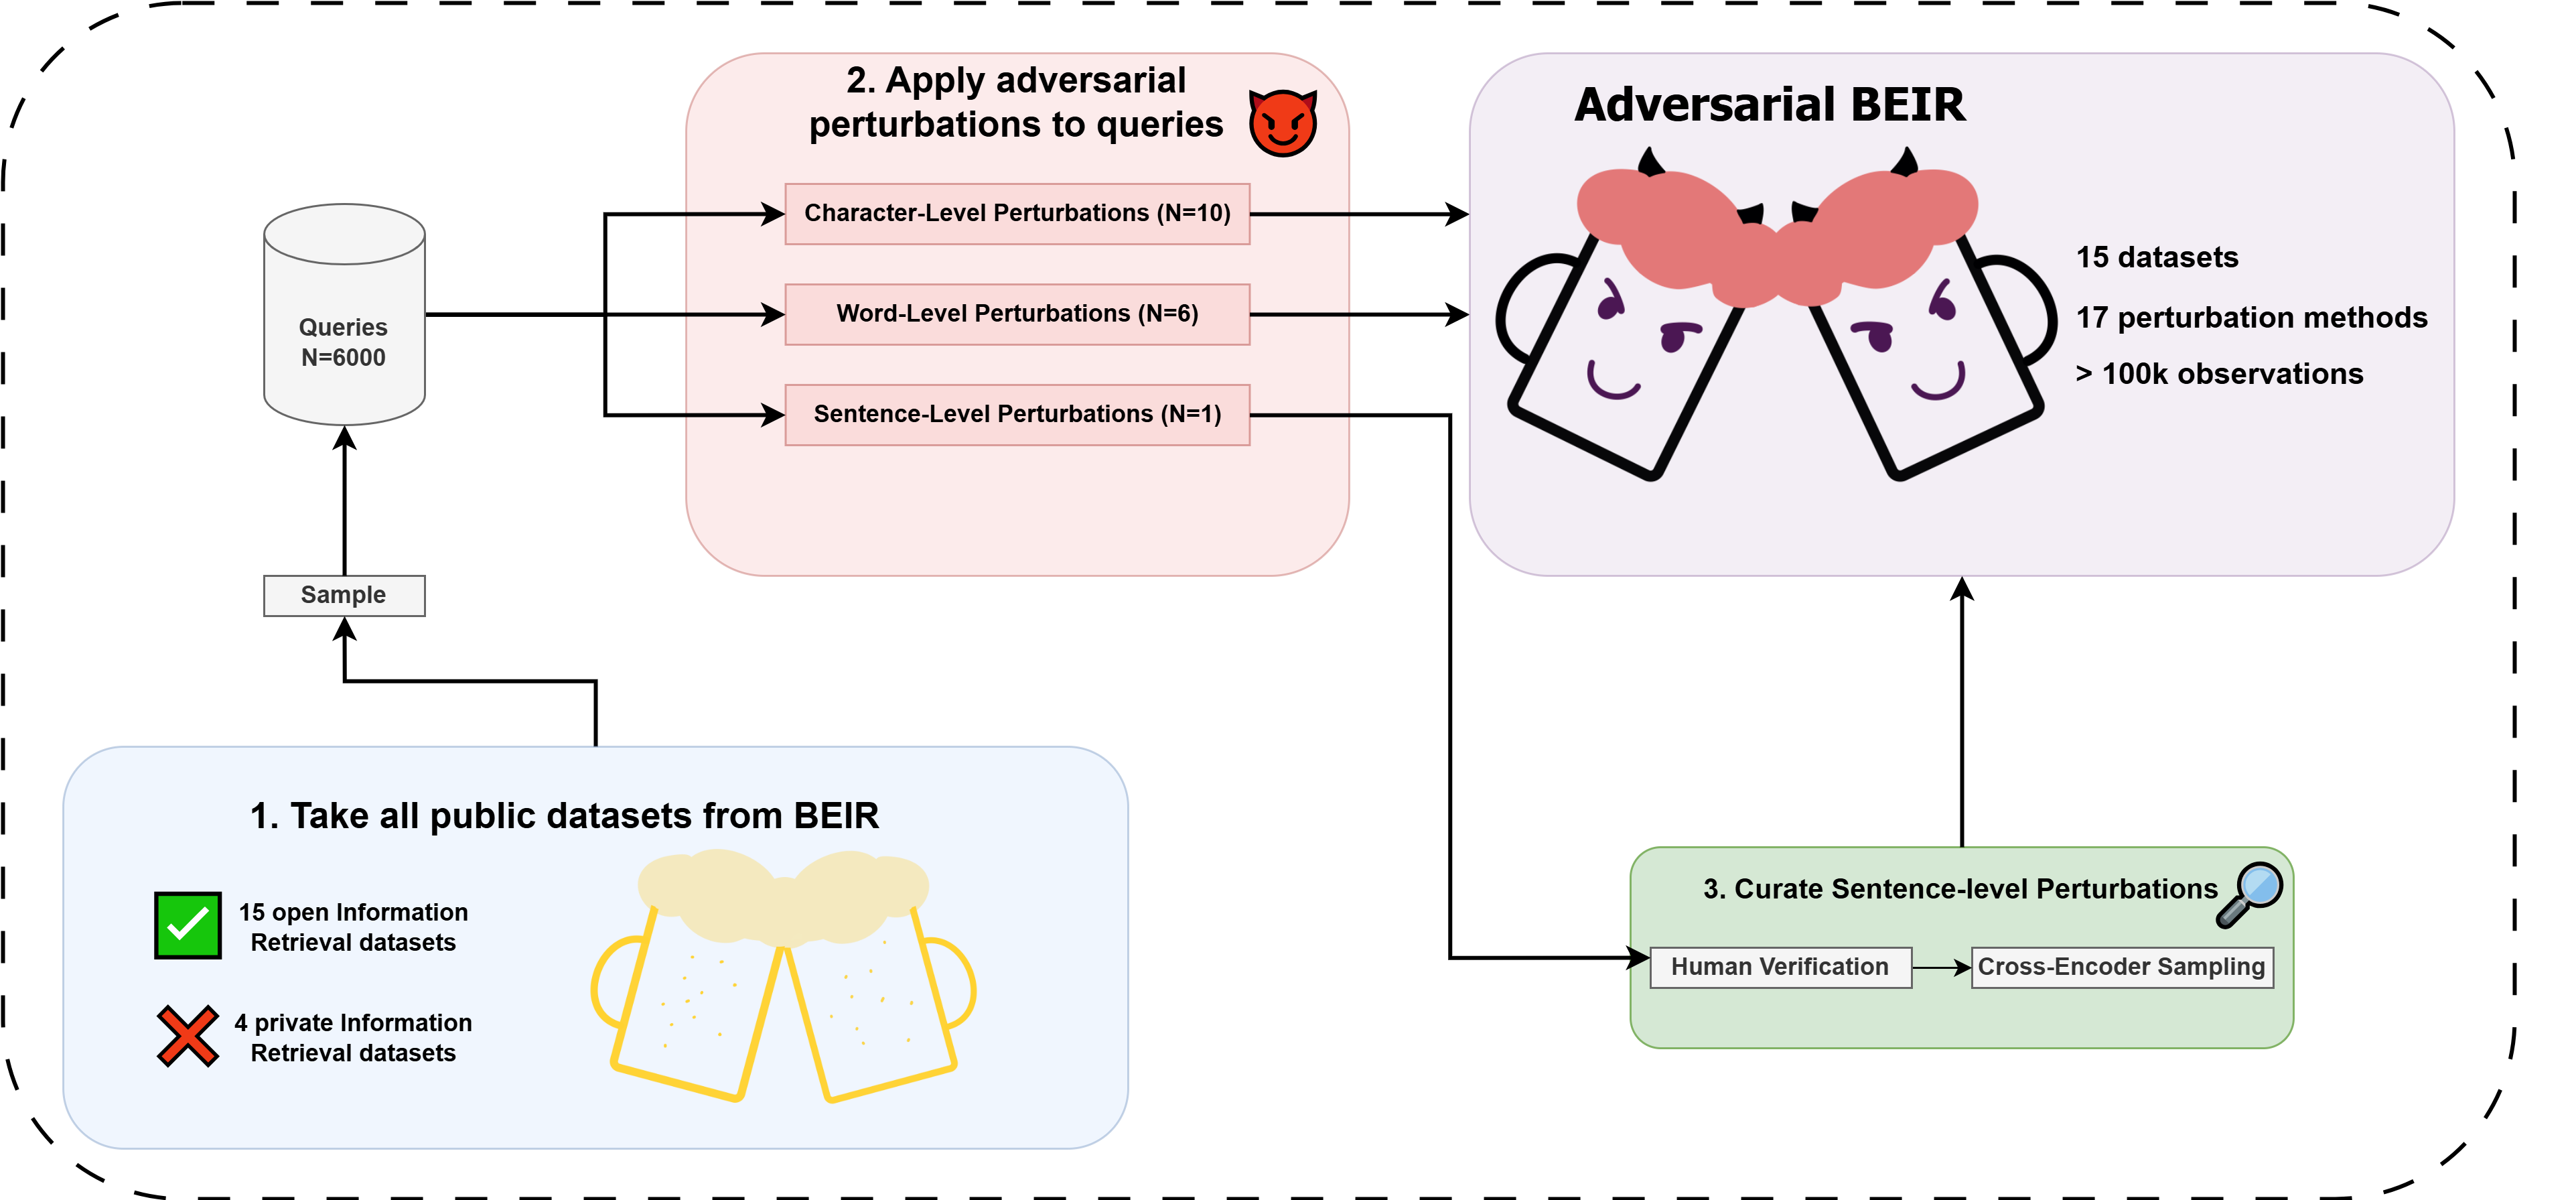 2. Apply adversarial
perturbations to queries
Character-Level Perturbations (N=10)
Word-Level Perturbations (N=6)
Sentence-Level Perturbations (N=1)
Adversarial BEIR
15 datasets
17 perturbation methods
> 100k observations
Queries
N=6000
Sample
1. Take all public datasets from BEIR
15 open Information
Retrieval datasets
4 private Information
Retrieval datasets
3. Curate Sentence-level Perturbations
Human Verification
Cross-Encoder Sampling